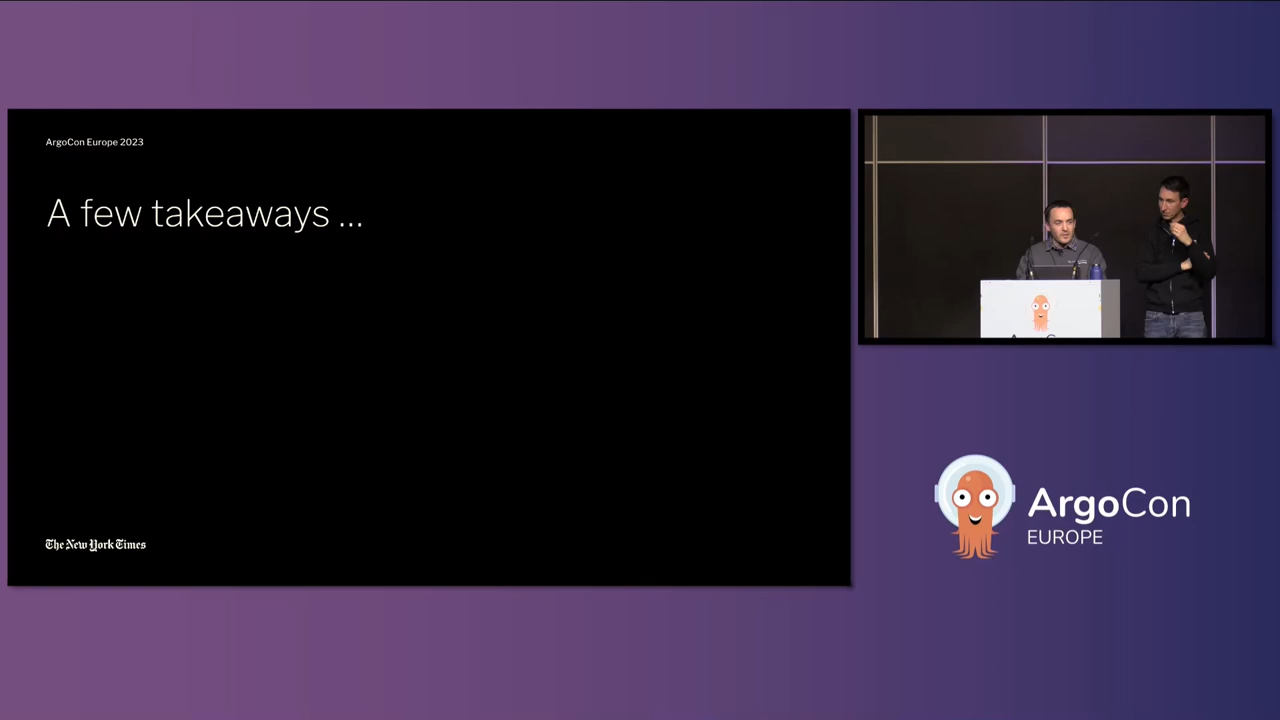 ArgoCon Europe 2023
A few takeaways ...
The New York Times
ArgoCon
EUROPE